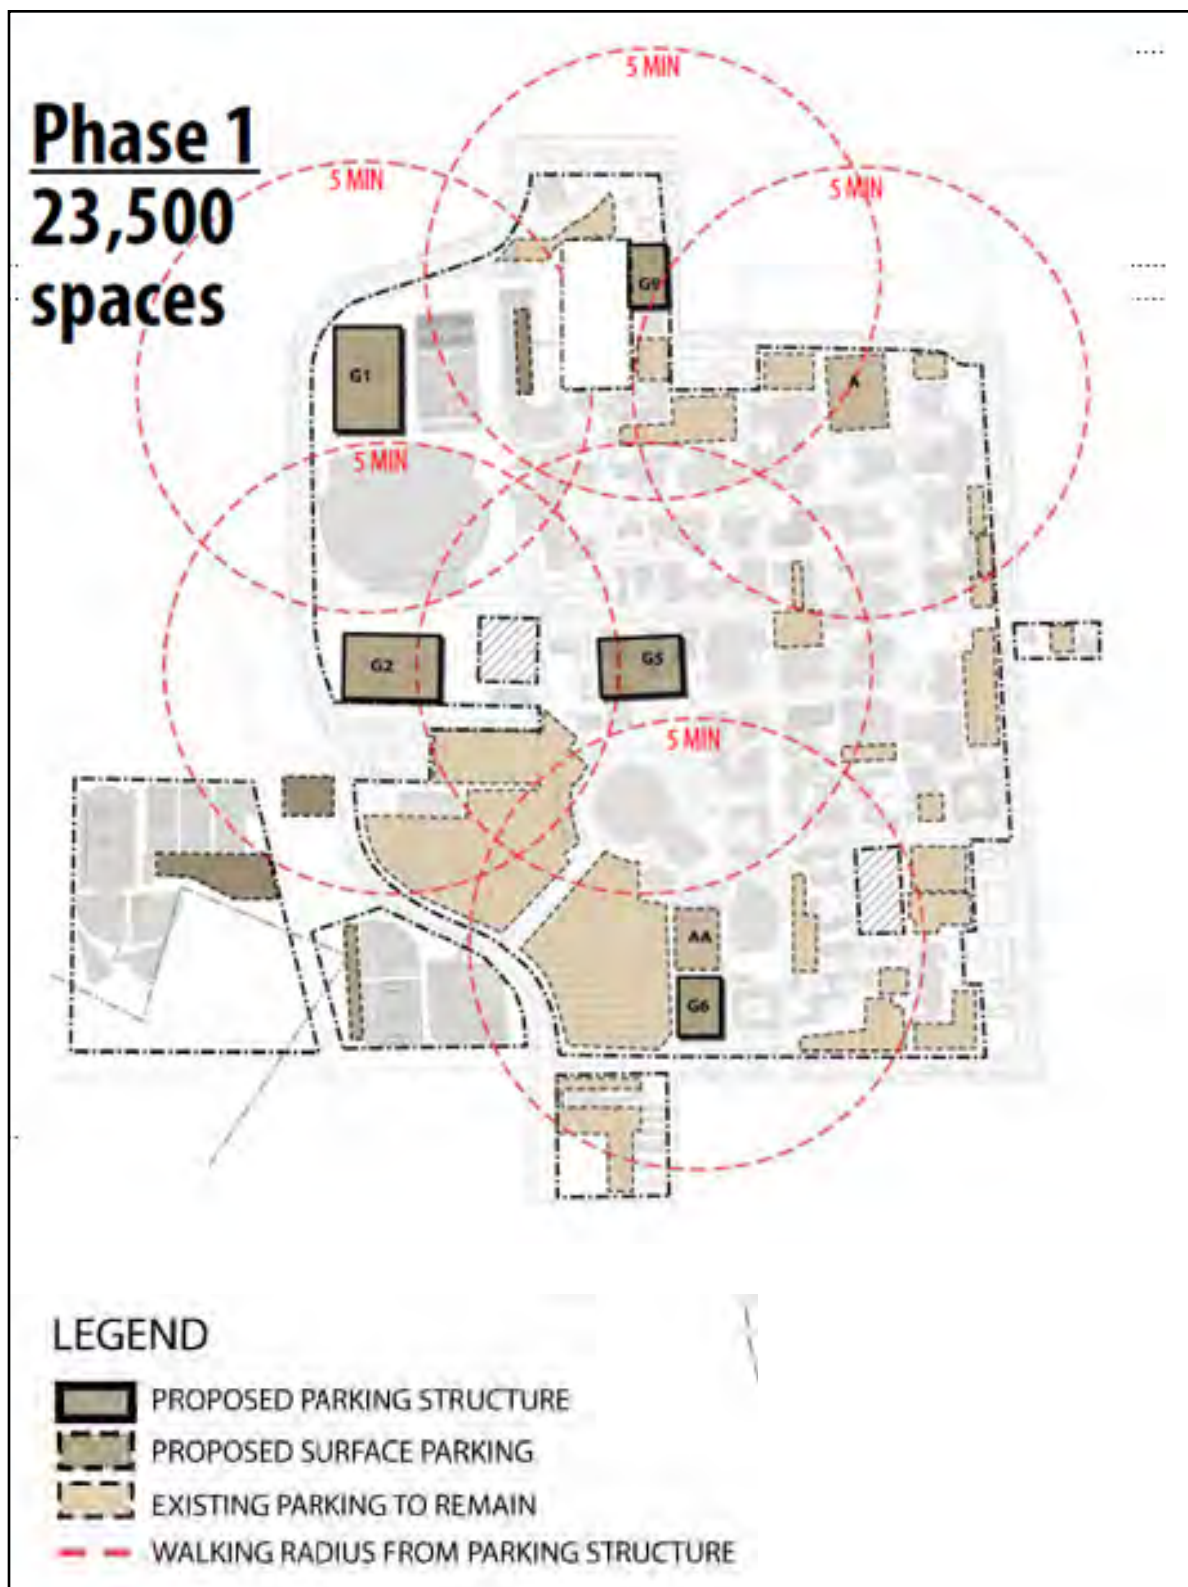 Phase 1
23,500
spaces
5 MIN
5 MIN
5 MIN
G9
G1
A
5 MIN
G2
G5
5 MIN
AA
G6
LEGEND
PROPOSED PARKING STRUCTURE
PROPOSED SURFACE PARKING
EXISTING PARKING TO REMAIN
WALKING RADIUS FROM PARKING STRUCTURE